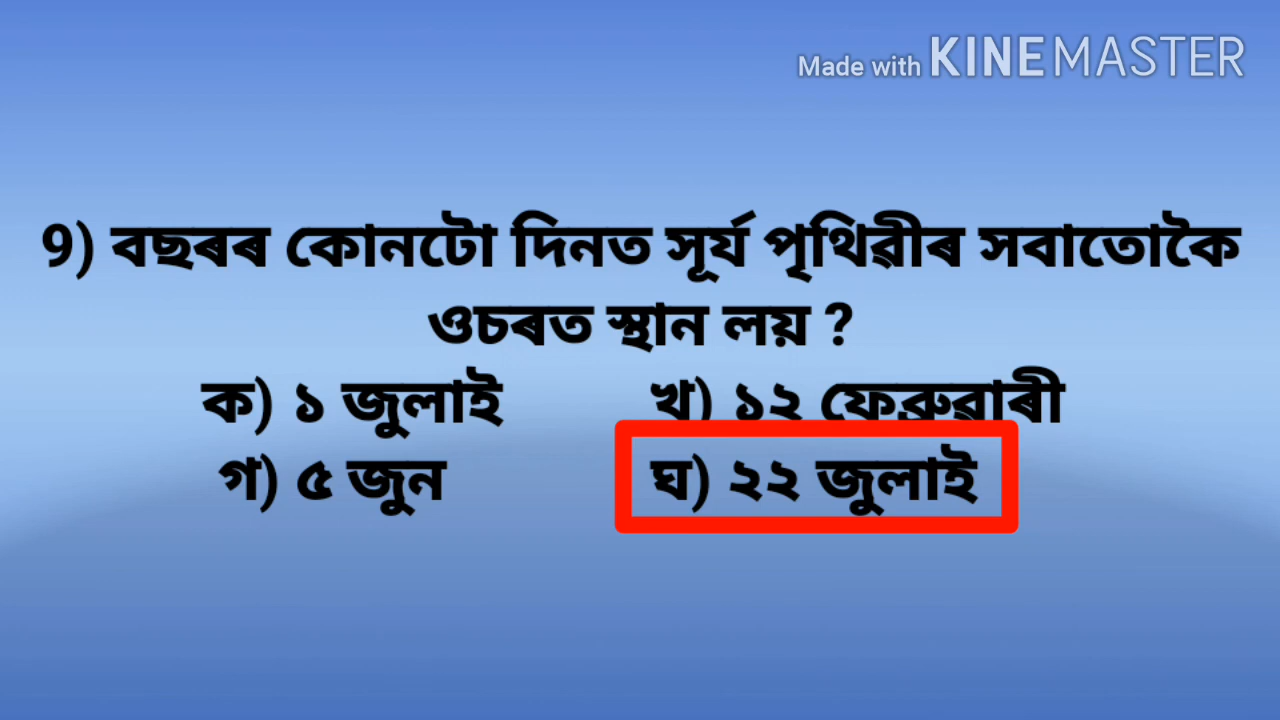 Made with KINEMASTER
9) বছৰৰ কোনটো দিনত সূৰ্য পৃথিৱীৰ সবাতোকৈ
ওচৰত স্থান লয় ?
ক) ১ জুলাই খ) ১২ ফেব্ৰুৱাৰী
গ) ৫ জুন ঘ) ২২ জুলাই